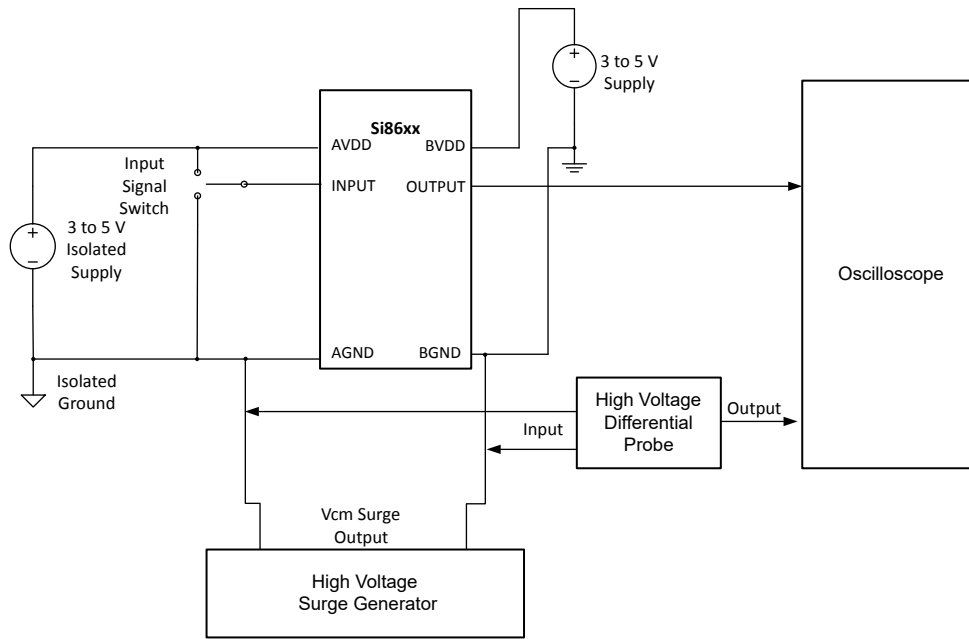 3 to 5 V
Supply
+
−
Si86xx
AVDD
BVDD
Input
Signal
Switch
INPUT
OUTPUT
+
−
3 to 5 V
Isolated
Supply
Oscilloscope
AGND
BGND
Isolated
Ground
High Voltage
Differential
Probe
Output
Input
Vcm Surge
Output
High Voltage
Surge Generator